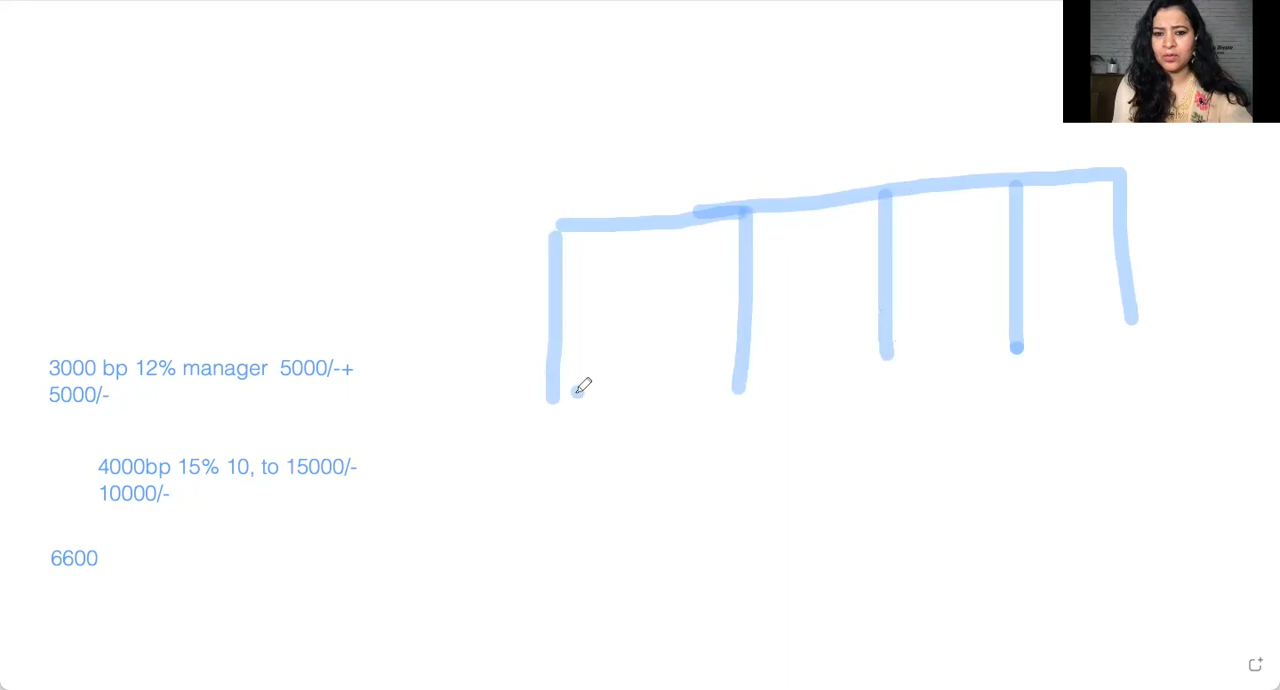 3000 bp 12% manager  5000/-+
5000/-
4000bp 15% 10, to 15000/-
10000/-
6600